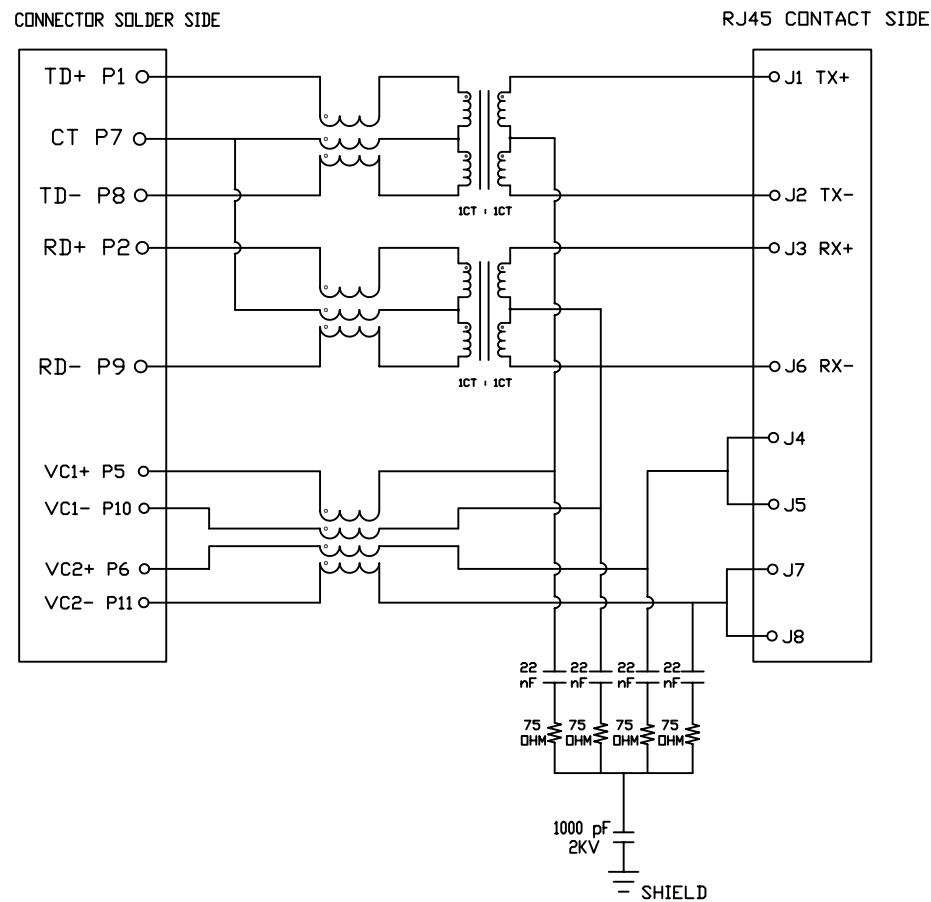 CONNECTOR SOLDER SIDE
RJ45 CONTACT SIDE
TD+ P1
J1 TX+
CT P7
TD- P8
J2 TX-
1CT : 1CT
RD+ P2
J3 RX+
RD- P9
J6 RX-
1CT : 1CT
J4
VC1+ P5
VC1- P10
J5
VC2+ P6
J7
VC2- P11
J8
22 22 22 22
nF nF nF nF
75 75 75 75
OHM OHM OHM OHM
1000 pF
2KV
SHIELD